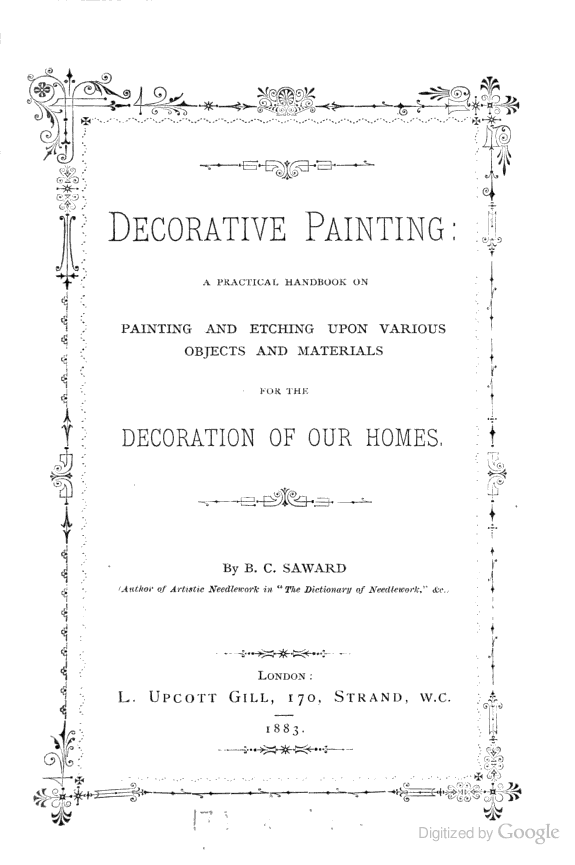 DECORATIVE PAINTING:
A PRACTICAL HANDBOOK ON
PAINTING AND ETCHING UPON VARIOUS
OBJECTS AND MATERIALS
FOR THE
DECORATION OF OUR HOMES.
By B. C. SAWARD
(Author of Artistic Needlework in "The Dictionary of Needlework," &c.,
LONDON:
L. UPCOTT GILL, 170, STRAND, W.C.
1883.
Digitized by Google